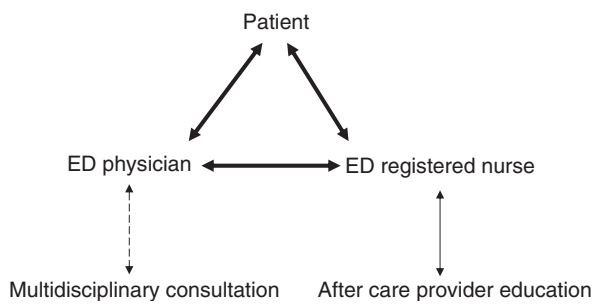 Patient
ED physician
ED registered nurse
Multidisciplinary consultation
After care provider education